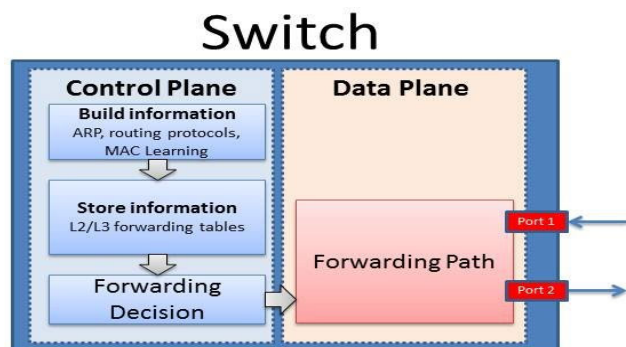 Switch
Control Plane
Build information
ARP, routing protocols,
MAC Learning
Store information
L2/L3 forwarding tables
Forwarding
Decision
Data Plane
Port 1
Forwarding Path
Port 2